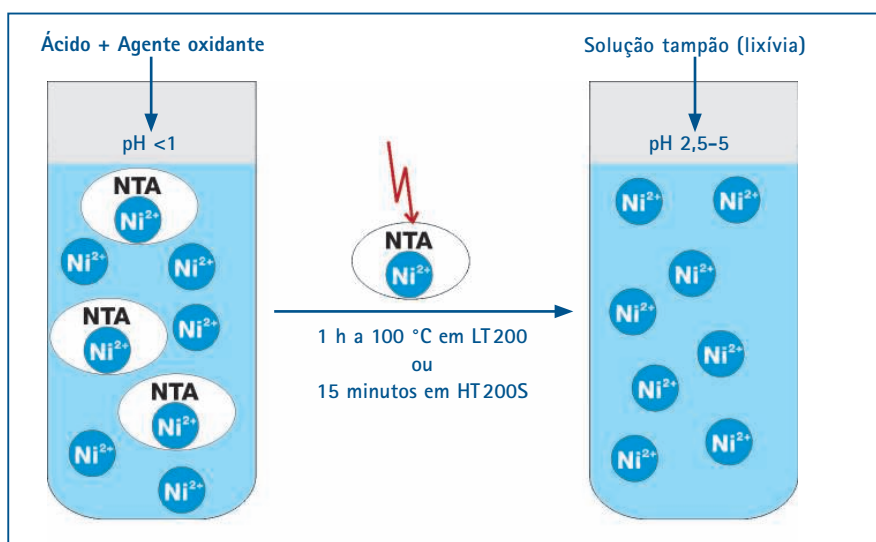 Ácido + Agente oxidante
pH <1
NTA
Ni2+
Ni2+
Ni2+
NTA
Ni2+
Ni2+
NTA
Ni2+
Ni2+
Ni2+
NTA
Ni2+
1 h a 100 °C em LT200
ou
15 minutos em HT200S
Solução tampão (lixívia)
pH 2,5-5
Ni2+
Ni2+
Ni2+
Ni2+
Ni2+
Ni2+
Ni2+
Ni2+